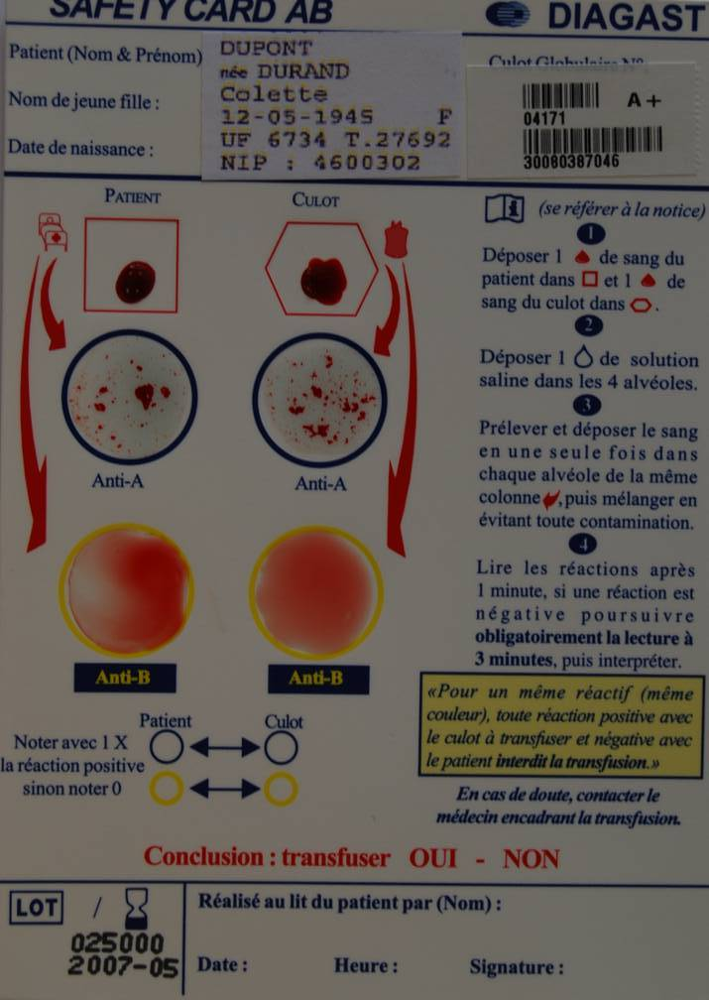 SAFETY CARD AB
DIAGAST
Patient (Nom & Prénom)
DUPONT
née DURAND
Colette
12-05-1945 F
UF 6734 T.27692
NIP : 4600302
Culot Globulaire N°:
Nom de jeune fille :
Date de naissance :
A+
04171
30080387046
PATIENT
CULOT
Anti-A
Anti-A
Anti-B
Anti-B
(se référer à la notice)
1
Déposer 1 de sang du
patient dans et 1 de
sang du culot dans .
2
Déposer 1 de solution
saline dans les 4 alvéoles.
3
Prélever et déposer le sang
en une seule fois dans
chaque alvéole de la même
colonne , puis mélanger en
évitant toute contamination.
4
Lire les réactions après
1 minute, si une réaction est
négative poursuivre
obligatoirement la lecture à
3 minutes, puis interpréter.
«Pour un même réactif (même
couleur), toute réaction positive avec
le culot à transfuser et négative avec
le patient interdit la transfusion.»
En cas de doute, contacter le
médecin encadrant la transfusion.
Patient Culot
Noter avec 1 X
la réaction positive
sinon noter 0
Conclusion : transfuser OUI - NON
LOT /
025000
2007-05
Réalisé au lit du patient par (Nom) :
Date : Heure : Signature :